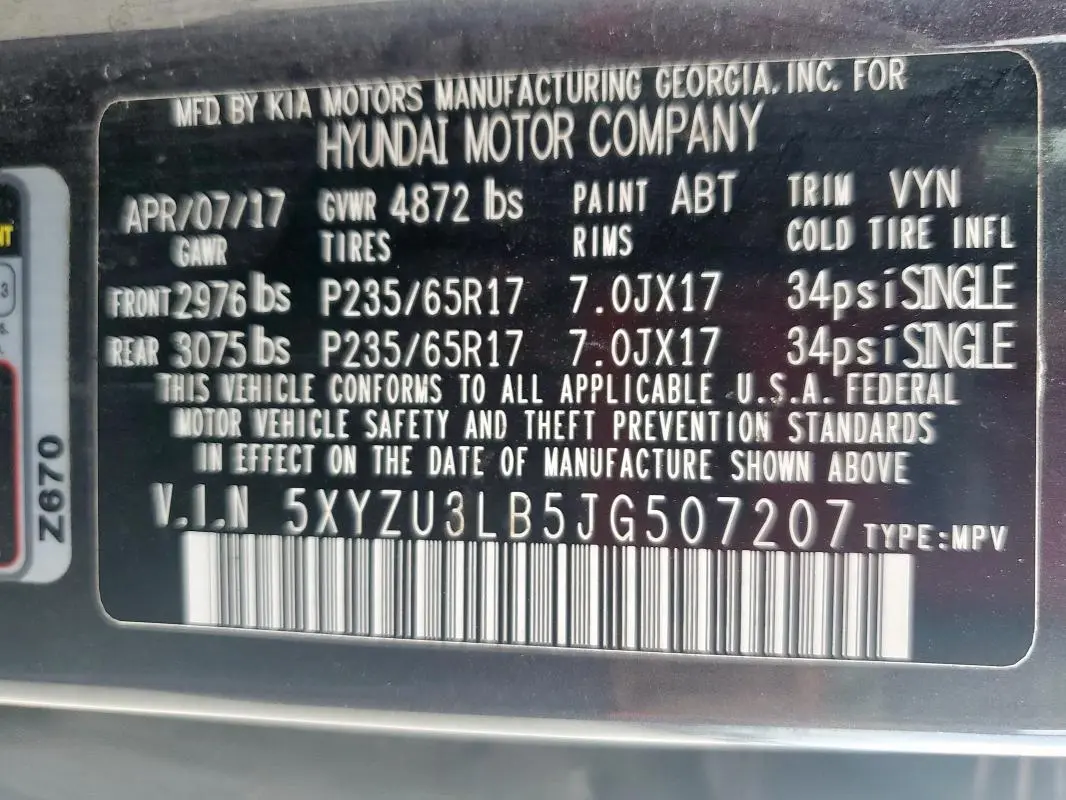 MFD. BY KIA MOTORS MANUFACTURING GEORGIA, INC. FOR
HYUNDAI MOTOR COMPANY
APR/07/17 GVWR 4872 lbs PAINT ABT TRIM VYN
GAWR TIRES RIMS COLD TIRE INFL
FRONT 2976 lbs P235/65R17 7.0JX17 34psi SINGLE
REAR 3075 lbs P235/65R17 7.0JX17 34psi SINGLE
THIS VEHICLE CONFORMS TO ALL APPLICABLE U.S.A. FEDERAL
MOTOR VEHICLE SAFETY AND THEFT PREVENTION STANDARDS
IN EFFECT ON THE DATE OF MANUFACTURE SHOWN ABOVE
V.I.N 5XYZU3LB5JG507207 TYPE:MPV
Z670